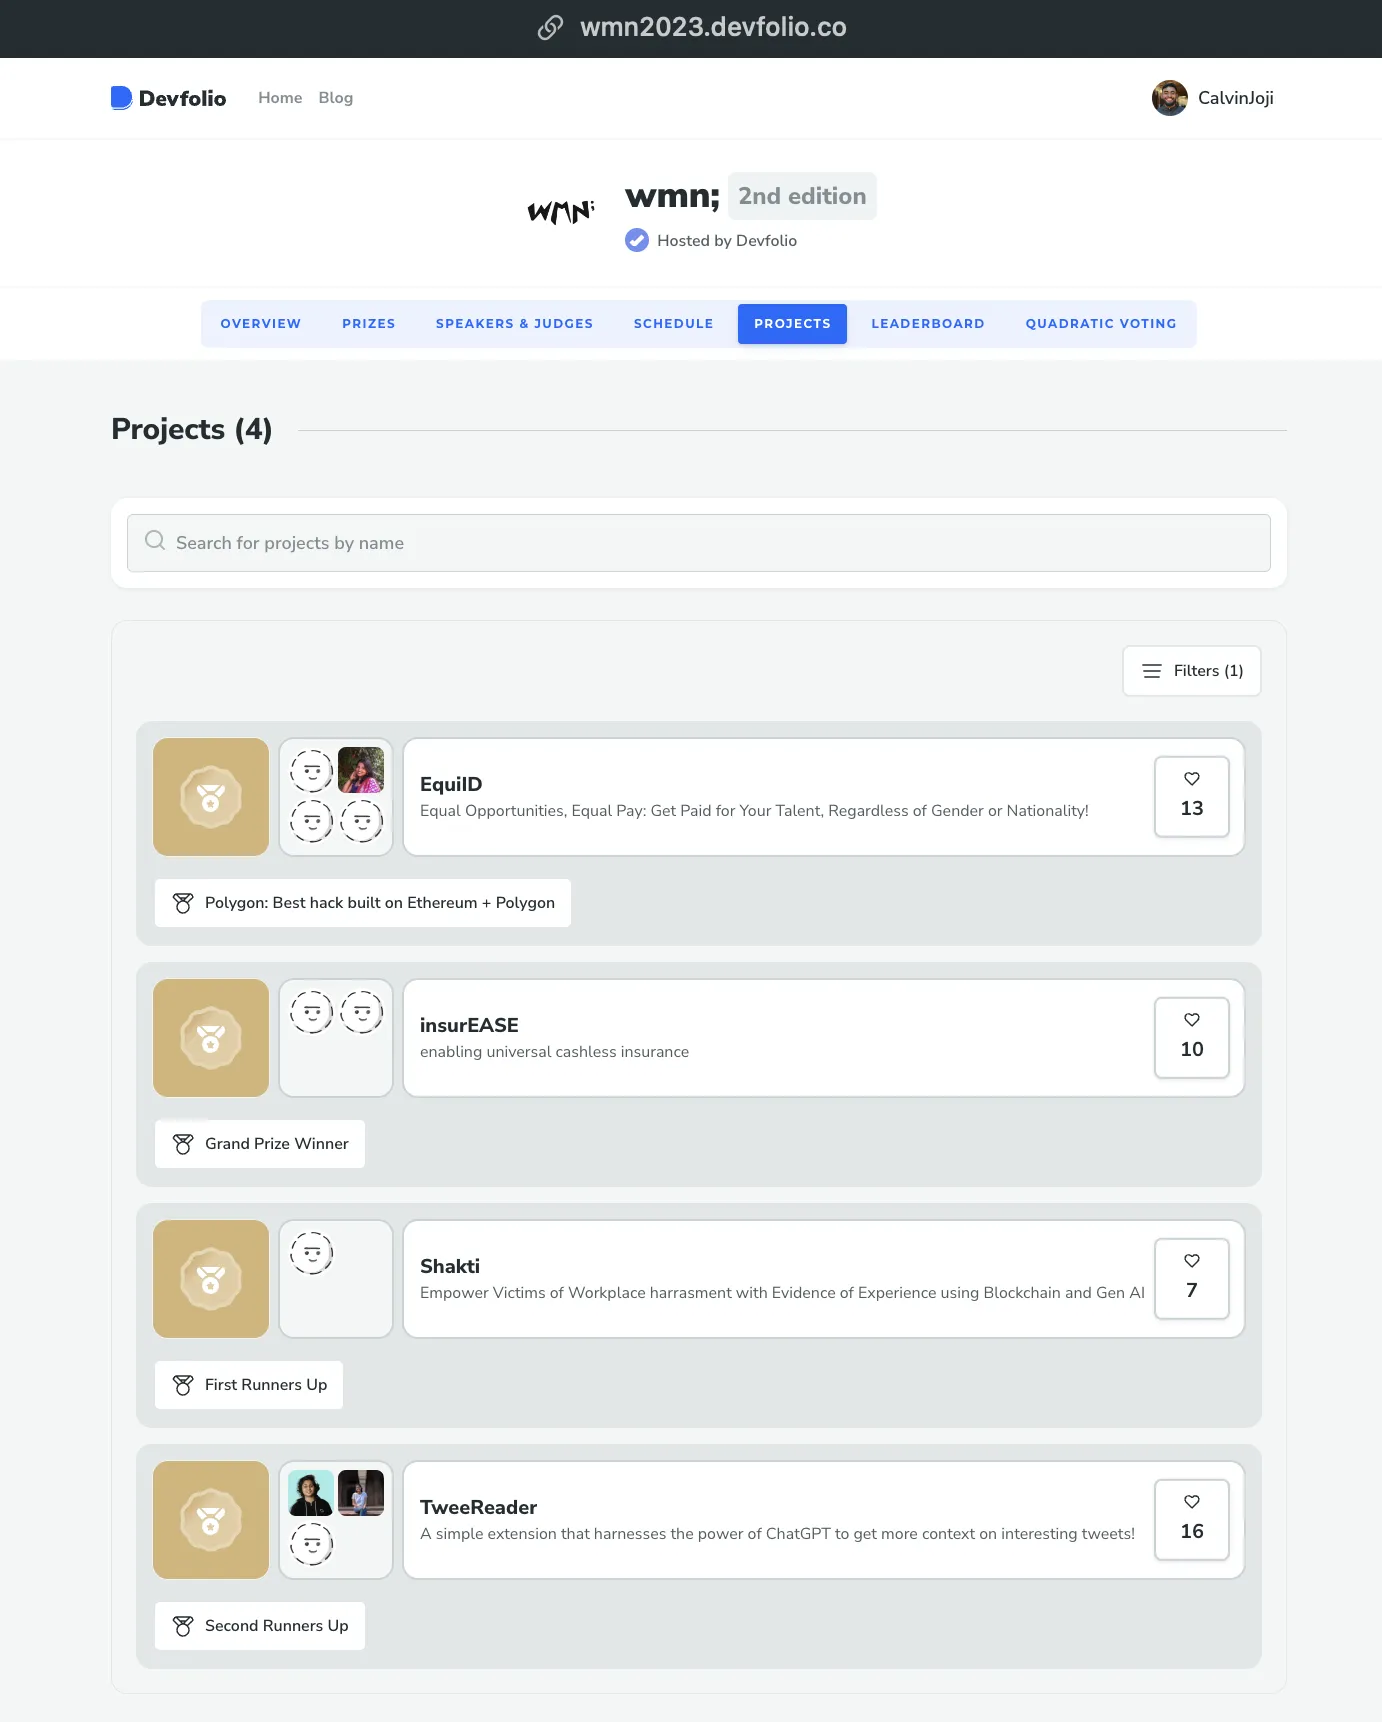 wmn2023.devfolio.co
Devfolio Home Blog CalvinJoji
WMN;
wmn; 2nd edition
Hosted by Devfolio
OVERVIEW PRIZES SPEAKERS & JUDGES SCHEDULE PROJECTS LEADERBOARD QUADRATIC VOTING
Projects (4)
Search for projects by name
Filters (1)
EquiID
Equal Opportunities, Equal Pay: Get Paid for Your Talent, Regardless of Gender or Nationality!
13
Polygon: Best hack built on Ethereum + Polygon
insurEASE
enabling universal cashless insurance
10
Grand Prize Winner
Shakti
Empower Victims of Workplace harrasment with Evidence of Experience using Blockchain and Gen AI
7
First Runners Up
TweeReader
A simple extension that harnesses the power of ChatGPT to get more context on interesting tweets!
16
Second Runners Up